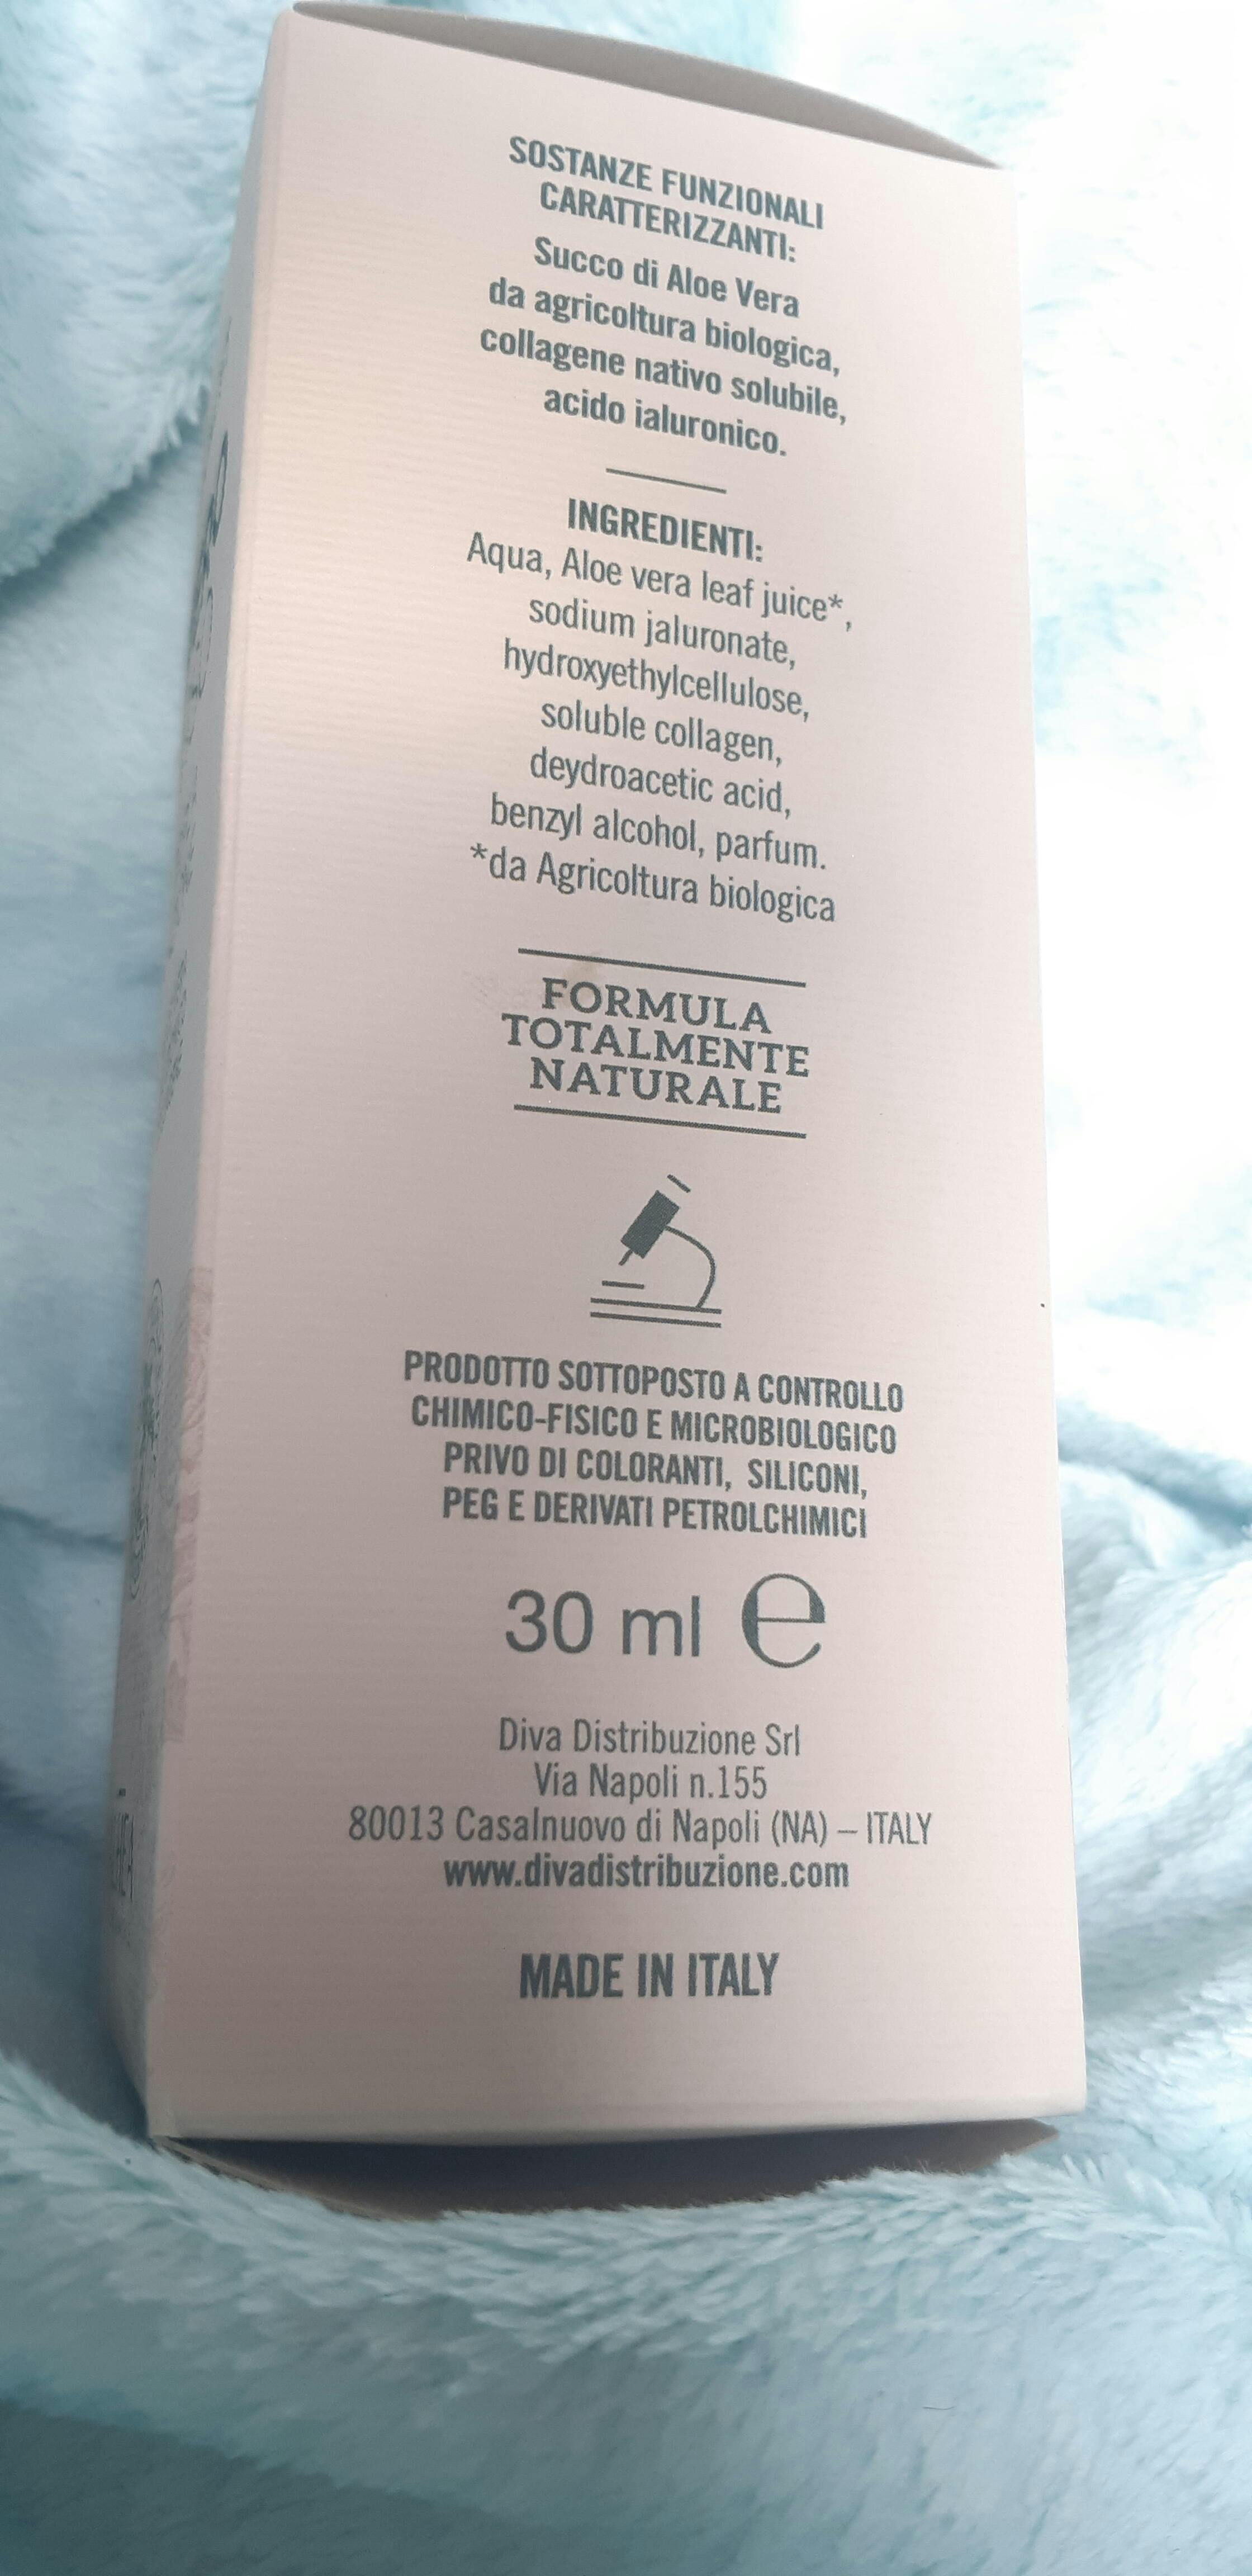 SOSTANZE FUNZIONALI
CARATTERIZZANTI:
Succo di Aloe Vera
da agricoltura biologica,
collagene nativo solubile,
acido ialuronico.
INGREDIENTI:
Aqua, Aloe vera leaf juice*,
sodium jaluronate,
hydroxyethylcellulose,
soluble collagen,
deydroacetic acid,
benzyl alcohol, parfum.
*da Agricoltura biologica
FORMULA
TOTALMENTE
NATURALE
PRODOTTO SOTTOPOSTO A CONTROLLO
CHIMICO-FISICO E MICROBIOLOGICO
PRIVO DI COLORANTI, SILICONI,
PEG E DERIVATI PETROLCHIMICI
30 ml e
Diva Distribuzione Srl
Via Napoli n.155
80013 Casalnuovo di Napoli (NA) – ITALY
www.divadistribuzione.com
MADE IN ITALY